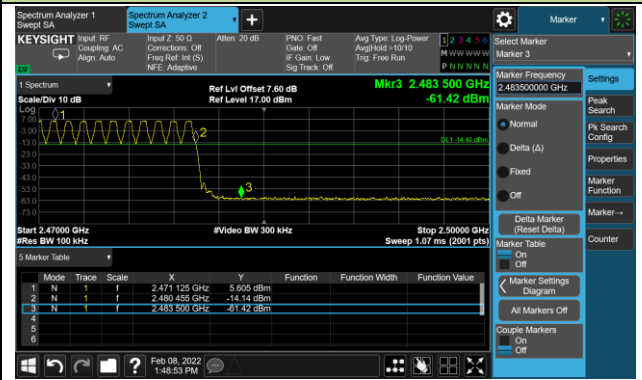 Spectrum Analyzer 1
Swept SA
Spectrum Analyzer 2
Swept SA
Marker
KEYSIGHT
Input: RF
Coupling: AC
Align: Auto
Input Z: 50 Ω
Corrections: Off
Freq Ref: Int (S)
NFE: Adaptive
Atten: 20 dB
PNO: Fast
Gate: Off
IF Gain: Low
Sig Track: Off
Avg Type: Log-Power
Avg|Hold:>10/10
Trig: Free Run
1 2 3 4 5 6
M W W W W W
P N N N N N
Select Marker
Marker 3
1 Spectrum
Scale/Div 10 dB
Log
Ref Lvl Offset 7.60 dB
Ref Level 17.00 dBm
Mkr3 2.483 500 GHz
-61.42 dBm
7.00
-3.00
-13.0
-23.0
-33.0
-43.0
-53.0
-63.0
-73.0
1
2
3
DL1 -14.40 dBm
Start 2.47000 GHz
#Res BW 100 kHz
#Video BW 300 kHz
Stop 2.50000 GHz
Sweep 1.07 ms (2001 pts)
5 Marker Table
Mode Trace Scale X Y Function Function Width Function Value
1 N 1 f 2.471 125 GHz 5.605 dBm
2 N 1 f 2.480 455 GHz -14.14 dBm
3 N 1 f 2.483 500 GHz -61.42 dBm
4
5
6
Marker Frequency
2.483500000 GHz
Marker Mode
Normal
Delta (Δ)
Fixed
Off
Delta Marker
(Reset Delta)
Marker Table
On
Off
Marker Settings
Diagram
All Markers Off
Couple Markers
On
Off
Settings
Peak
Search
Pk Search
Config
Properties
Marker
Function
Marker→
Counter
?
Feb 08, 2022
1:48:53 PM